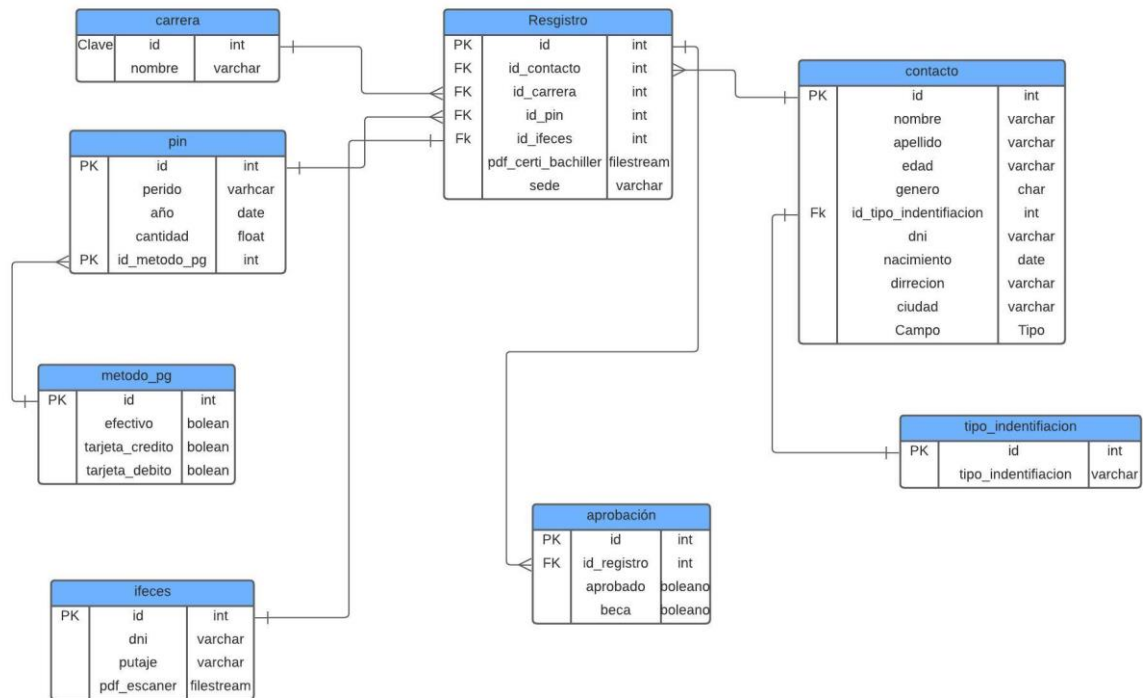 carrera
Clave id int
nombre varchar
Resgistro
PK id int
FK id_contacto int
FK id_carrera int
FK id_pin int
Fk id_ifeces int
pdf_certi_bachiller filestream
sede varchar
contacto
PK id int
nombre varchar
apellido varchar
edad varchar
genero char
Fk id_tipo_indentifiacion int
dni varchar
nacimiento date
dirrecion varchar
ciudad varchar
Campo Tipo
pin
PK id int
perido varhcar
año date
cantidad float
PK id_metodo_pg int
metodo_pg
PK id int
efectivo bolean
tarjeta_credito bolean
tarjeta_debito bolean
tipo_indentifiacion
PK id int
tipo_indentifiacion varchar
aprobación
PK id int
FK id_registro int
aprobado boleano
beca boleano
ifeces
PK id int
dni varchar
putaje varchar
pdf_escaner filestream